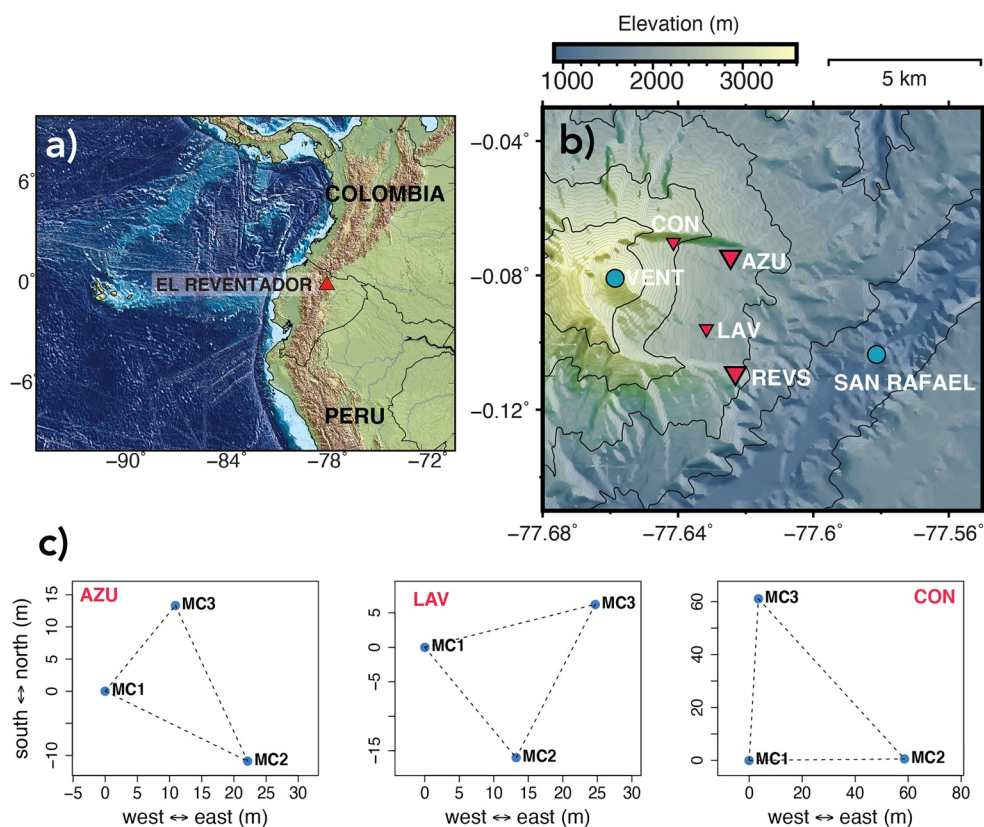 Elevation (m)
1000 2000 3000
5 km
a)
6°
0°
−6°
−90° −84° −78° −72°
COLOMBIA
EL REVENTADOR
PERU
b)
−0.04°
−0.08°
−0.12°
−77.68 −77.64 −77.6 −77.56
CON
AZU
VENT
LAV
REVS
SAN RAFAEL
c)
AZU
south ↔ north (m)
15
10
5
0
−10
MC3
MC1
MC2
−5 0 5 10 15 20 25 30
west ↔ east (m)
LAV
5
0
−5
−15
MC3
MC1
MC2
0 5 10 15 20 25 30
west ↔ east (m)
CON
60
40
20
0
MC3
MC1
MC2
0 20 40 60 80
west ↔ east (m)